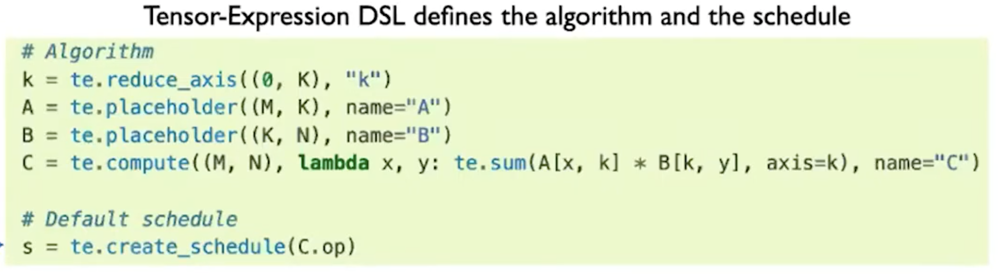 Tensor-Expression DSL defines the algorithm and the schedule
# Algorithm
k = te.reduce_axis((0, K), "k")
A = te.placeholder((M, K), name="A")
B = te.placeholder((K, N), name="B")
C = te.compute((M, N), lambda x, y: te.sum(A[x, k] * B[k, y], axis=k), name="C")
# Default schedule
s = te.create_schedule(C.op)